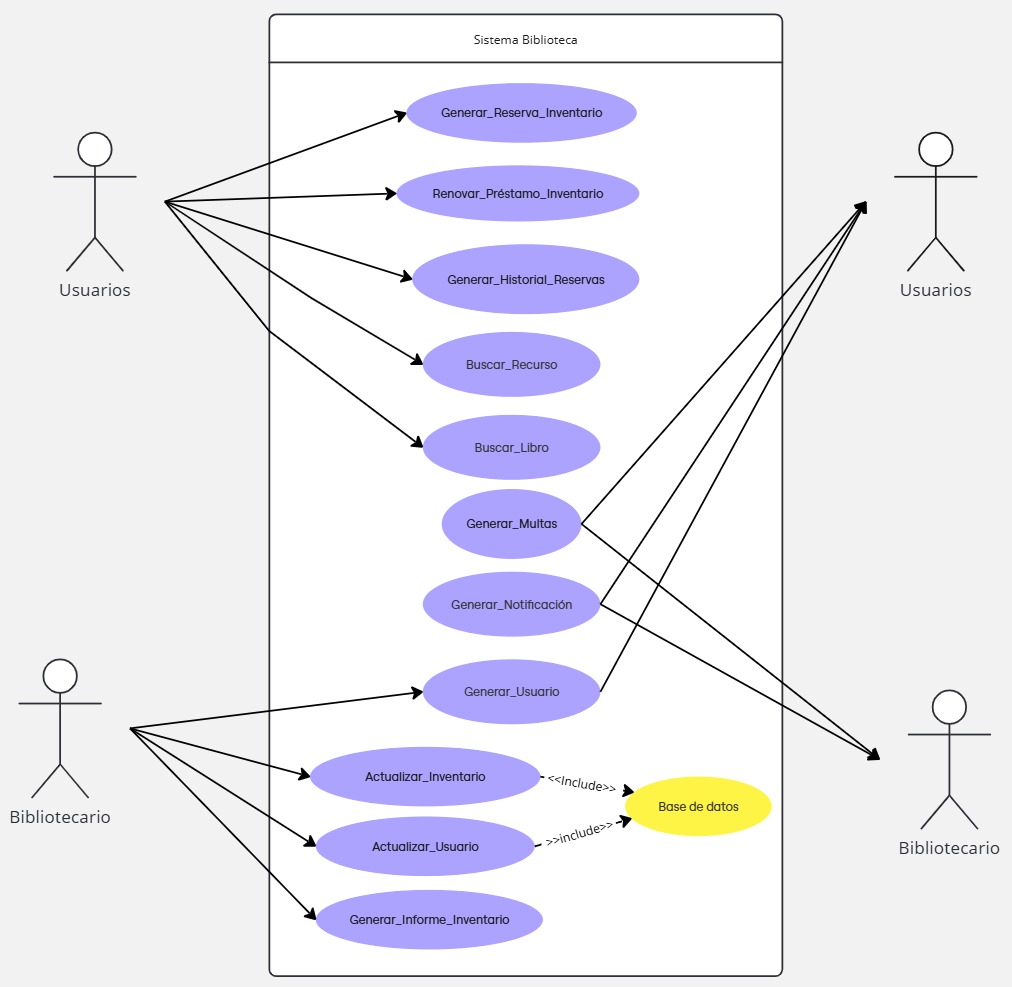 Sistema Biblioteca
Generar_Reserva_Inventario
Renovar_Préstamo_Inventario
Usuarios
Generar_Historial_Reservas
Usuarios
Buscar_Recurso
Buscar_Libro
Generar_Multas
Generar_Notificación
Generar_Usuario
Actualizar_Inventario
<<Include>>
Base de datos
Bibliotecario
>>include>>
Actualizar_Usuario
Bibliotecario
Generar_Informe_Inventario